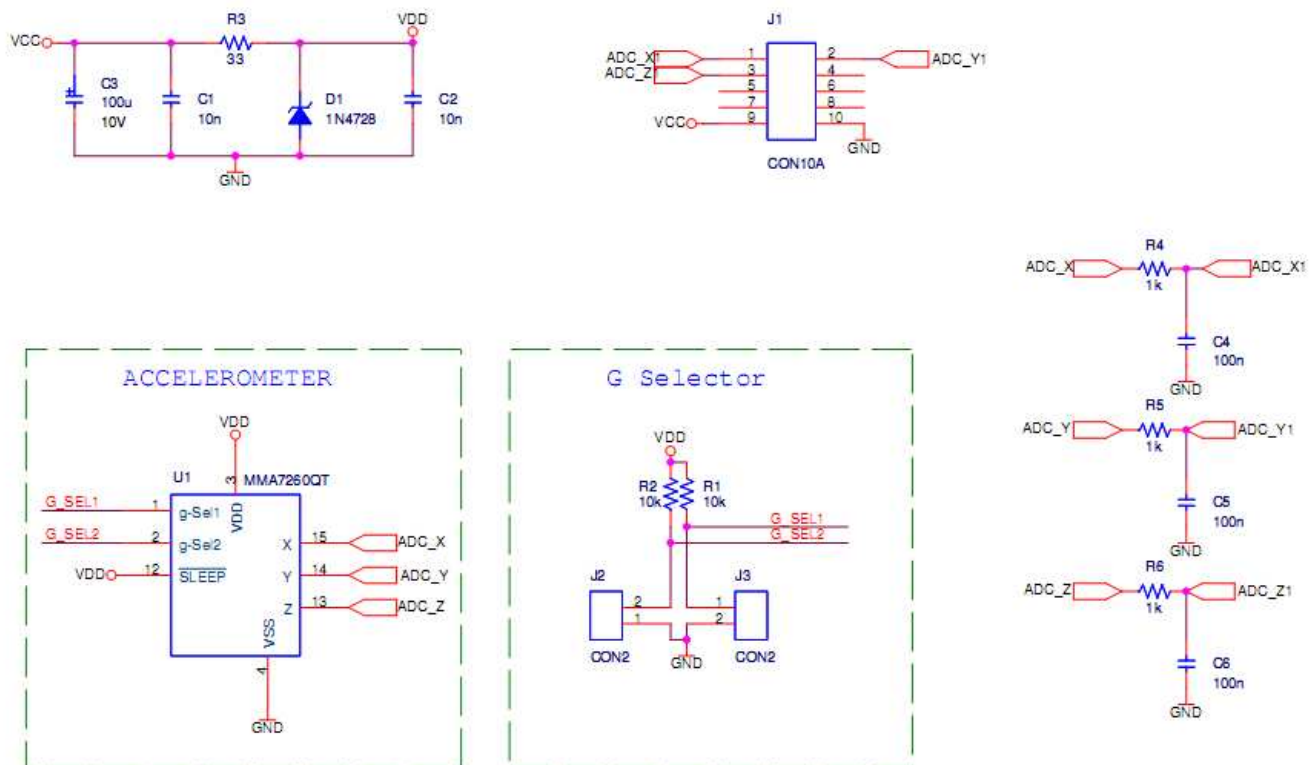 R3
VDD
VCC
33
C3
100u
10V
C1
10n
D1
1N4728
C2
10n
GND
J1
ADC_X1
1
2
ADC_Y1
ADC_Z1
3
4
5
6
7
8
VCC
9
10
GND
CON10A
R4
ADC_X
ADC_X1
1k
C4
100n
GND
R5
ADC_Y
ADC_Y1
1k
C5
100n
GND
R6
ADC_Z
ADC_Z1
1k
C6
100n
GND
ACCELEROMETER
VDD
U1
3
MMA7260QT
G_SEL1
1
g-Sel1
VDD
G_SEL2
2
g-Sel2
X
15
ADC_X
VDD
12
SLEEP
Y
14
ADC_Y
Z
13
ADC_Z
VSS
4
GND
G Selector
VDD
R2
10k
R1
10k
G_SEL1
G_SEL2
J2
J3
2
1
1
2
GND
CON2
CON2